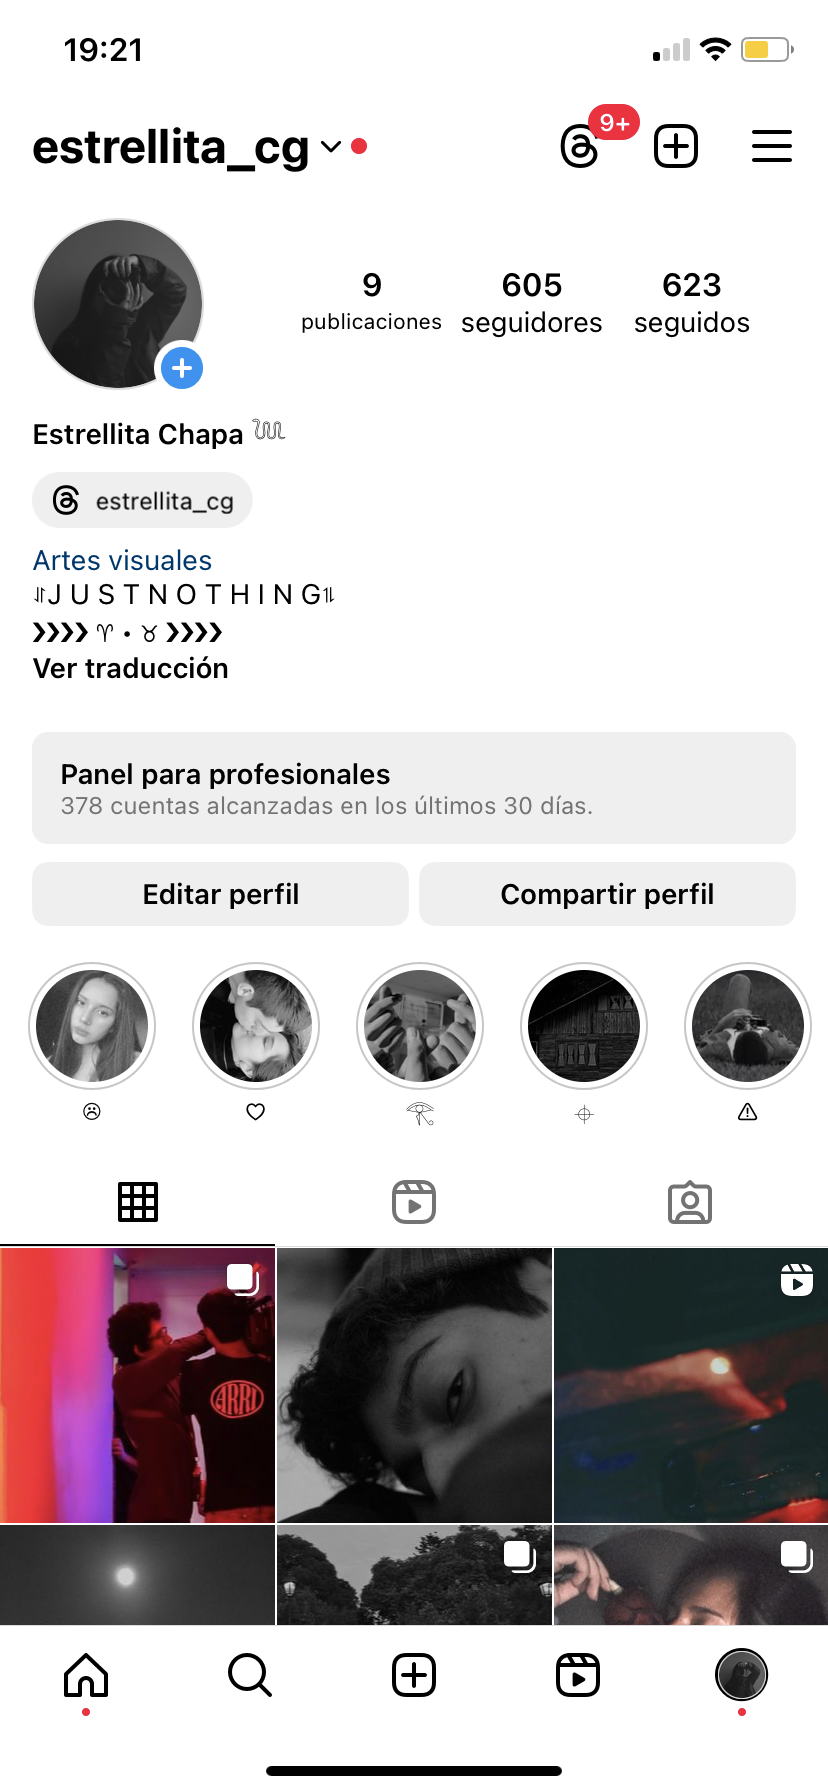 19:21
estrellita_cg
9+
9 605 623
publicaciones seguidores seguidos
Estrellita Chapa
estrellita_cg
Artes visuales
⥯J U S T N O T H I N G⥮
❯❯❯❯ ♈︎ • ♉︎ ❯❯❯❯
Ver traducción
Panel para profesionales
378 cuentas alcanzadas en los últimos 30 días.
Editar perfil Compartir perfil
ARRI